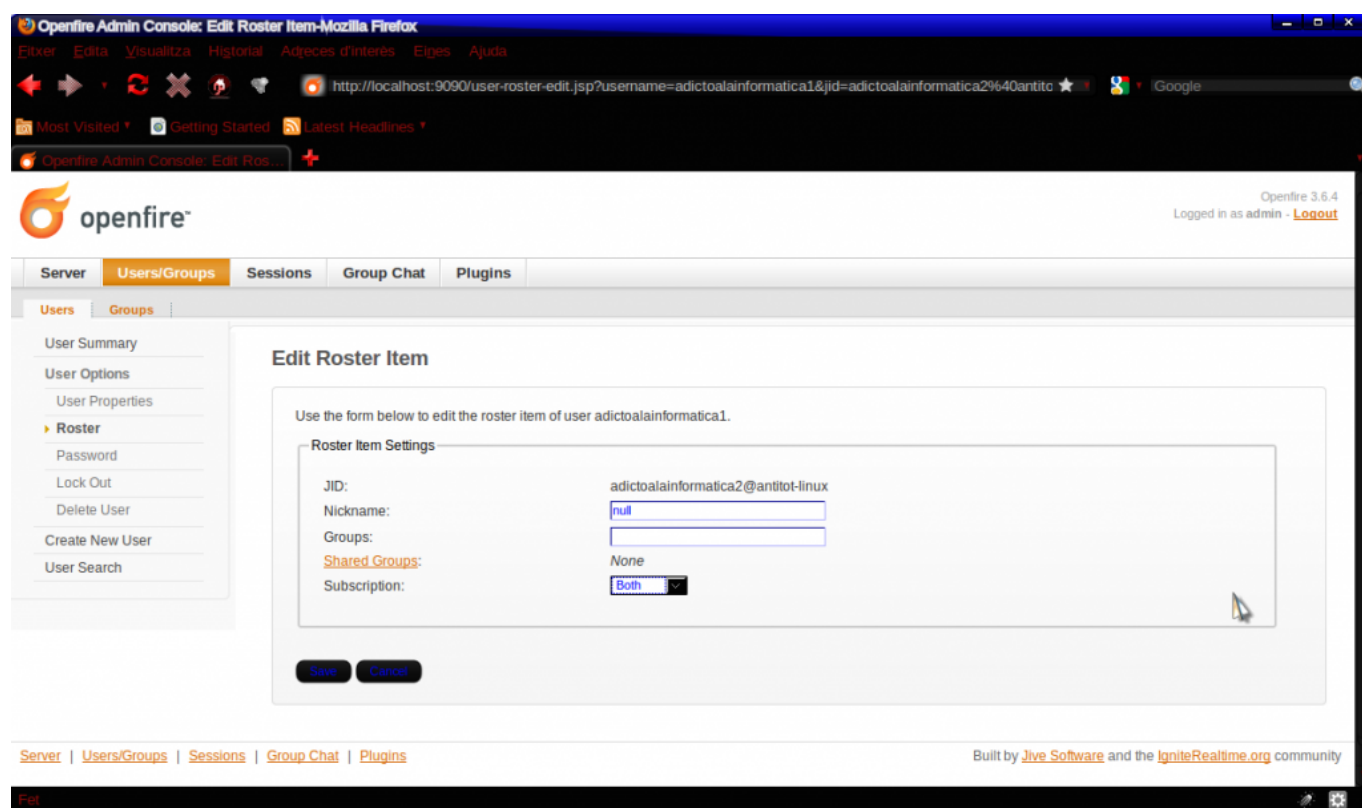 Openfire Admin Console: Edit Roster Item-Mozilla Firefox
Fitxer Edita Visualitza Historial Adreces d'interès Eines Ajuda
http://localhost:9090/user-roster-edit.jsp?username=adictoalainformatica1&jid=adictoalainformatica2%40antito
Google
Most Visited Getting Started Latest Headlines
Openfire Admin Console: Edit Ros...
openfire
Openfire 3.6.4
Logged in as admin - Logout
Server Users/Groups Sessions Group Chat Plugins
Users Groups
User Summary
User Options
User Properties
Roster
Password
Lock Out
Delete User
Create New User
User Search
Edit Roster Item
Use the form below to edit the roster item of user adictoalainformatica1.
Roster Item Settings
JID: adictoalainformatica2@antitot-linux
Nickname: null
Groups:
Shared Groups: None
Subscription: Both
Save Cancel
Server | Users/Groups | Sessions | Group Chat | Plugins
Built by Jive Software and the IgniteRealtime.org community
Fet